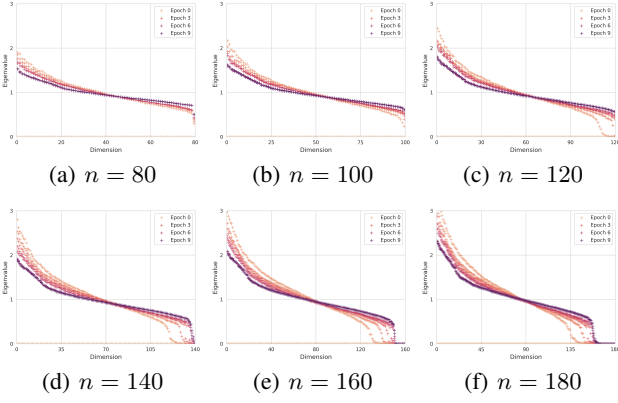 3
2
1
0
Eigenvalue
Epoch 0
Epoch 3
Epoch 6
Epoch 9
0 20 40 60 80
Dimension
(a) n = 80
3
2
1
0
Eigenvalue
Epoch 0
Epoch 3
Epoch 6
Epoch 9
0 25 50 75 100
Dimension
(b) n = 100
3
2
1
0
Eigenvalue
Epoch 0
Epoch 3
Epoch 6
Epoch 9
0 30 60 90 120
Dimension
(c) n = 120
3
2
1
0
Eigenvalue
Epoch 0
Epoch 3
Epoch 6
Epoch 9
0 35 70 105 140
Dimension
(d) n = 140
3
2
1
0
Eigenvalue
Epoch 0
Epoch 3
Epoch 6
Epoch 9
0 40 80 120 160
Dimension
(e) n = 160
3
2
1
0
Eigenvalue
Epoch 0
Epoch 3
Epoch 6
Epoch 9
0 45 90 135 180
Dimension
(f) n = 180